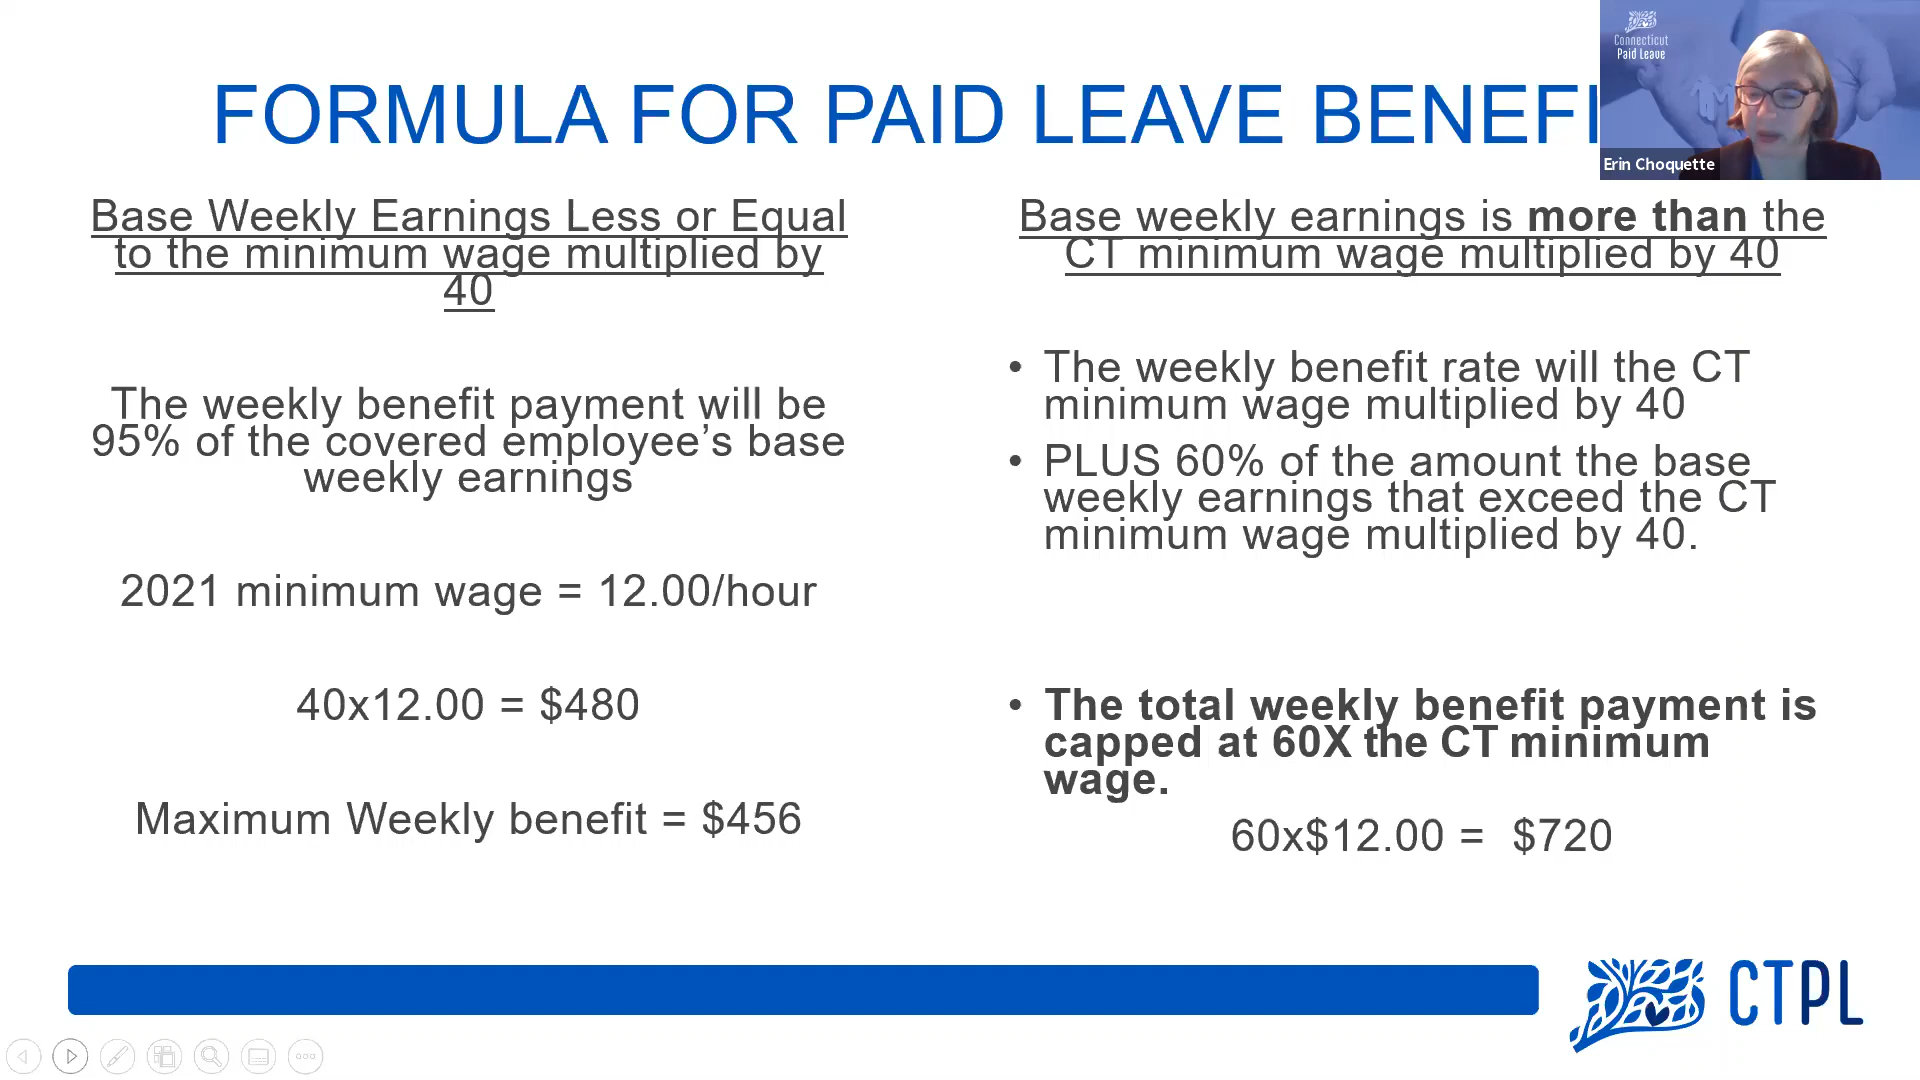 FORMULA FOR PAID LEAVE BENEFI
Connecticut
Paid Leave
Erin Choquette
Base Weekly Earnings Less or Equal
to the minimum wage multiplied by
40
The weekly benefit payment will be
95% of the covered employee’s base
weekly earnings
2021 minimum wage = 12.00/hour
40x12.00 = $480
Maximum Weekly benefit = $456
Base weekly earnings is more than the
CT minimum wage multiplied by 40
• The weekly benefit rate will the CT
minimum wage multiplied by 40
• PLUS 60% of the amount the base
weekly earnings that exceed the CT
minimum wage multiplied by 40.
• The total weekly benefit payment is
capped at 60X the CT minimum
wage.
60x$12.00 = $720
CTPL